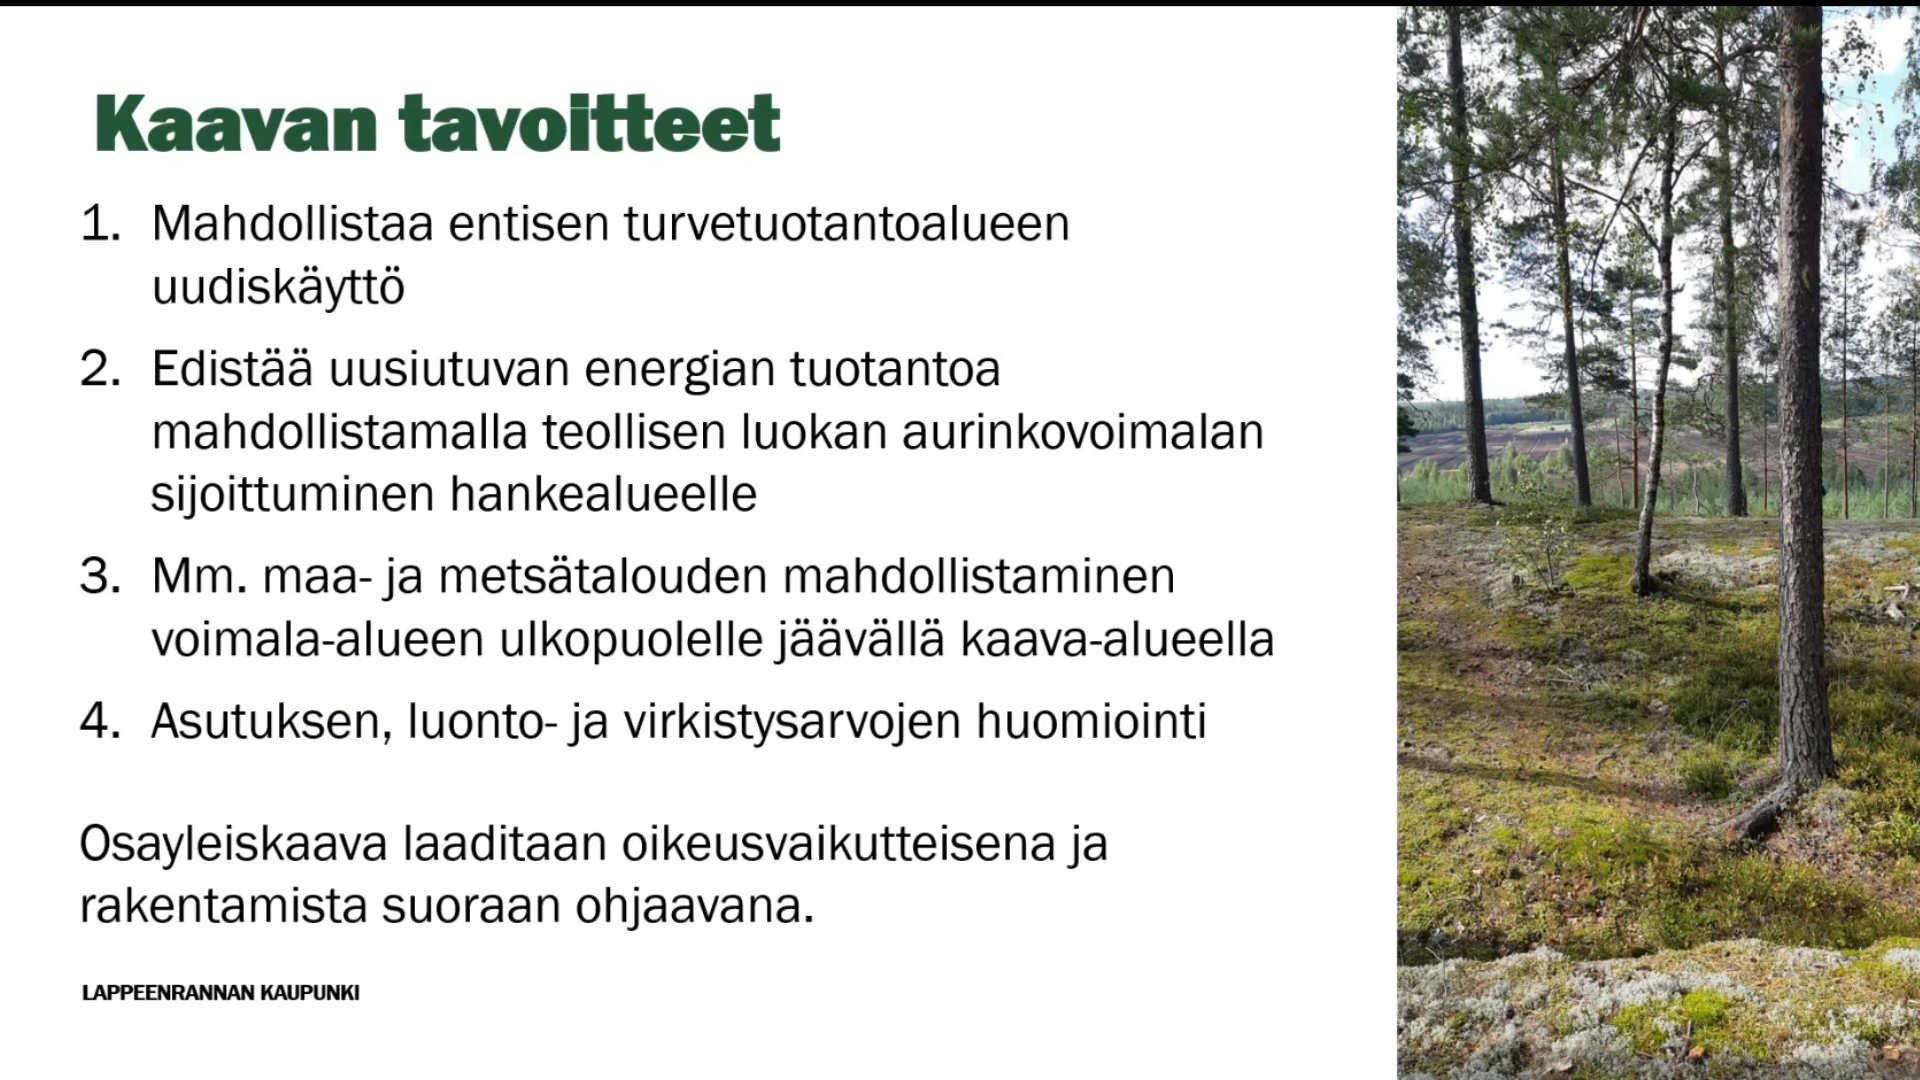 Kaavan tavoitteet
1. Mahdollistaa entisen turvetuotantoalueen
uudiskäyttö
2. Edistää uusiutuvan energian tuotantoa
mahdollistamalla teollisen luokan aurinkovoimalan
sijoittuminen hankealueelle
3. Mm. maa- ja metsätalouden mahdollistaminen
voimala-alueen ulkopuolelle jäävällä kaava-alueella
4. Asutuksen, luonto- ja virkistysarvojen huomiointi
Osayleiskaava laaditaan oikeusvaikutteisena ja
rakentamista suoraan ohjaavana.
LAPPEENRANNAN KAUPUNKI